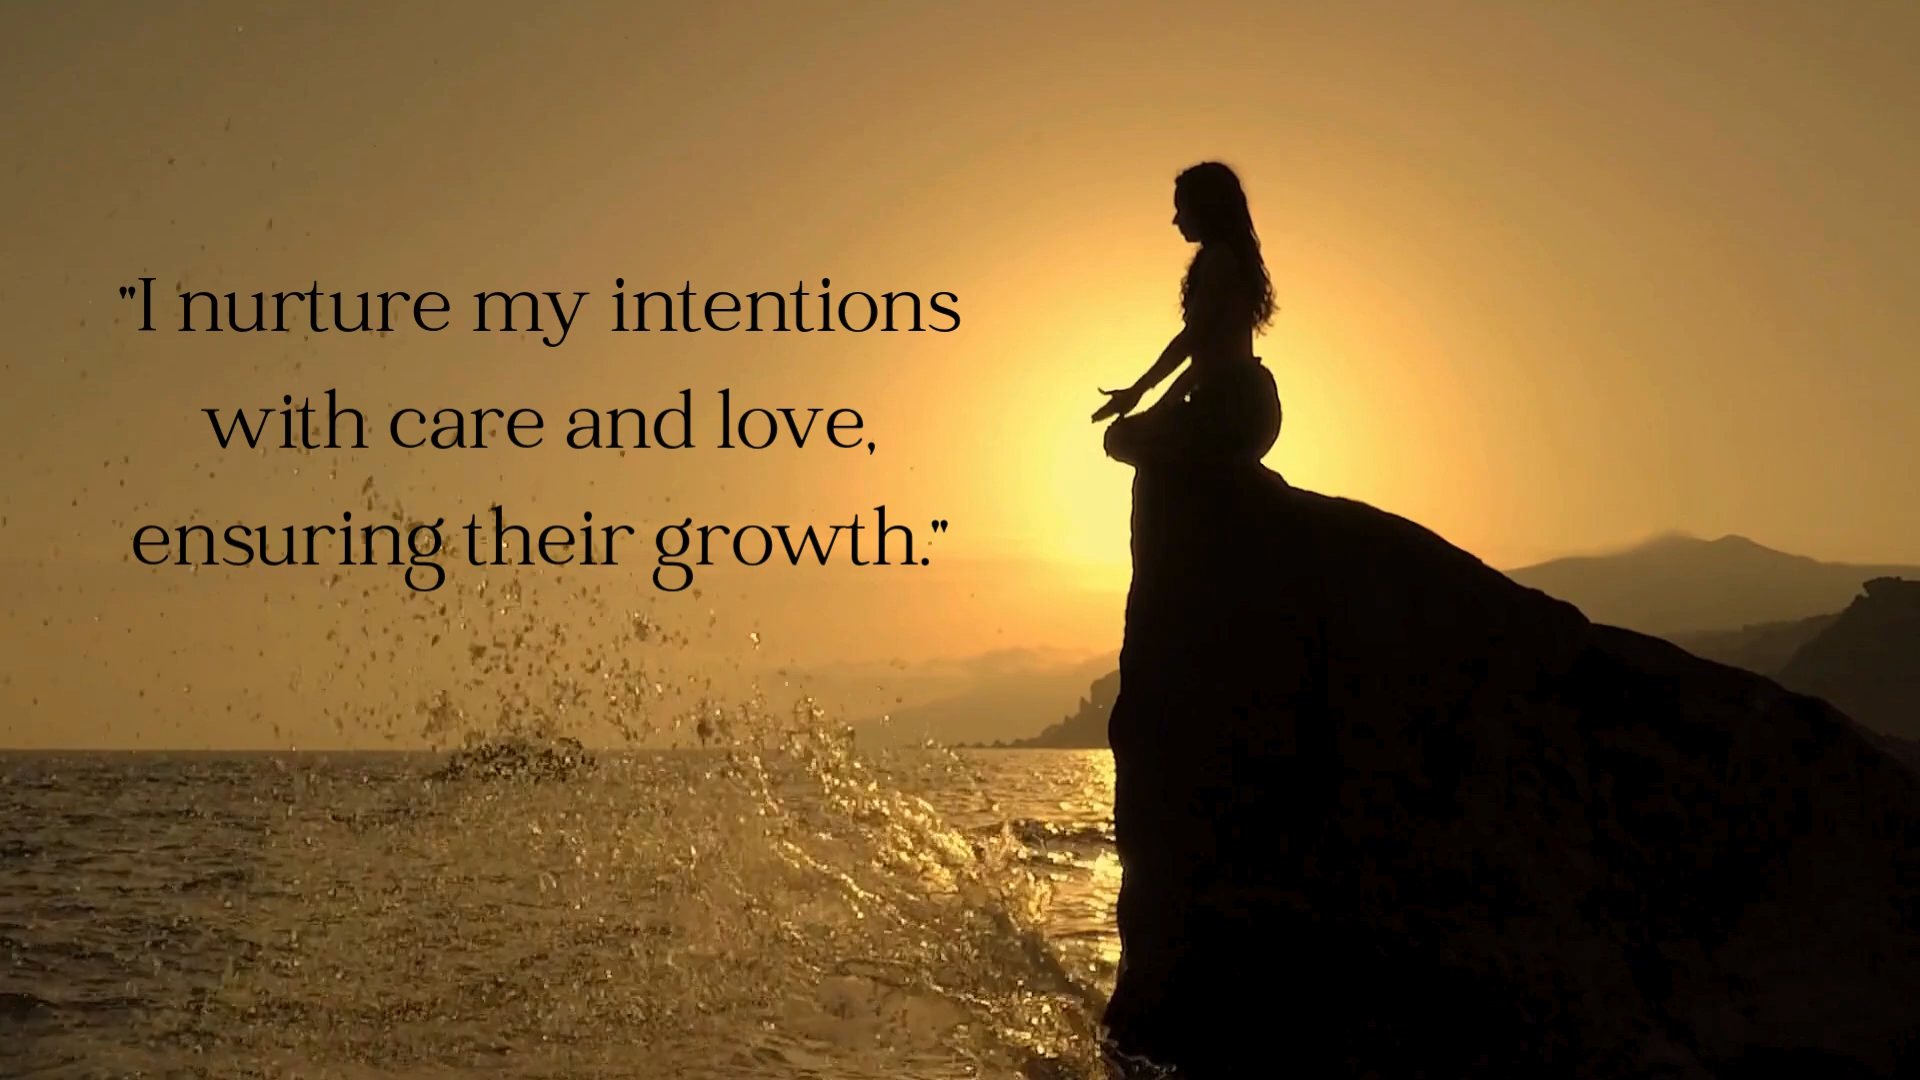 "I nurture my intentions
with care and love,
ensuring their growth."